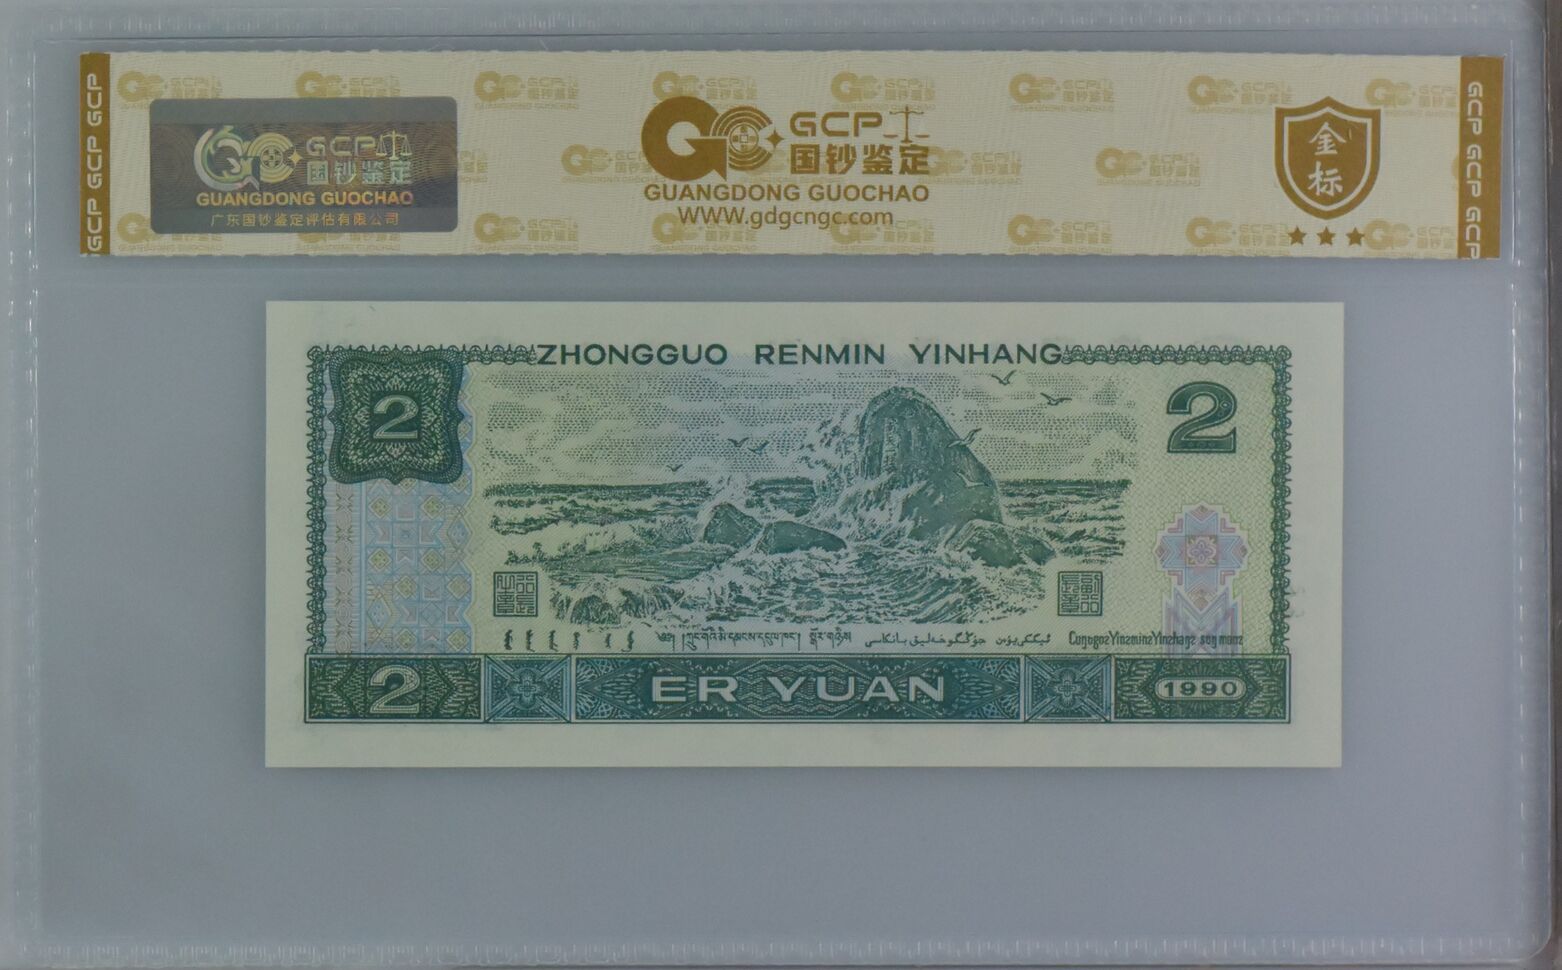 GCP GCP GCP
GCP
国钞鉴定
GUANGDONG GUOCHAO
广东国钞鉴定评估有限公司
GCP
国钞鉴定
GUANGDONG GUOCHAO
WWW.gdgcngc.com
金标
GCP GCP GCP
ZHONGGUO RENMIN YINHANG
2
2
2 ER YUAN 1990